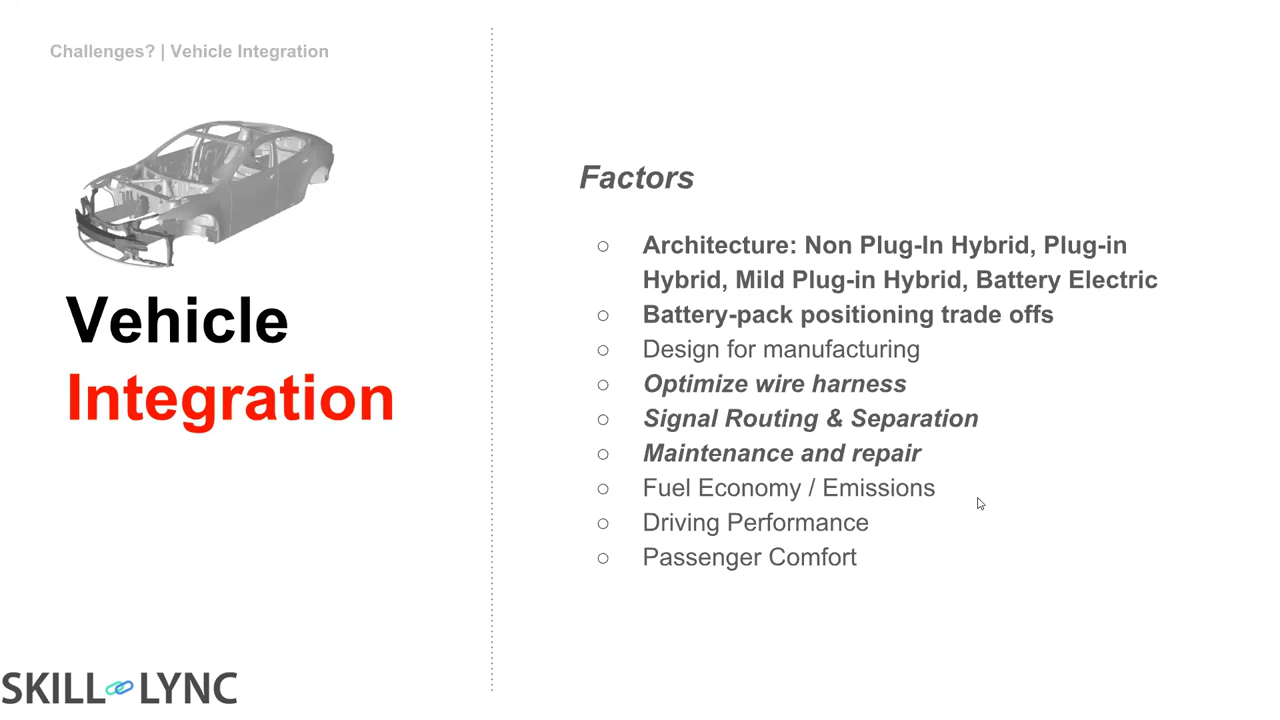 Challenges? | Vehicle Integration
Vehicle
Integration
Factors
○ Architecture: Non Plug-In Hybrid, Plug-in
Hybrid, Mild Plug-in Hybrid, Battery Electric
○ Battery-pack positioning trade offs
○ Design for manufacturing
○ Optimize wire harness
○ Signal Routing & Separation
○ Maintenance and repair
○ Fuel Economy / Emissions
○ Driving Performance
○ Passenger Comfort
SKILL LYNC